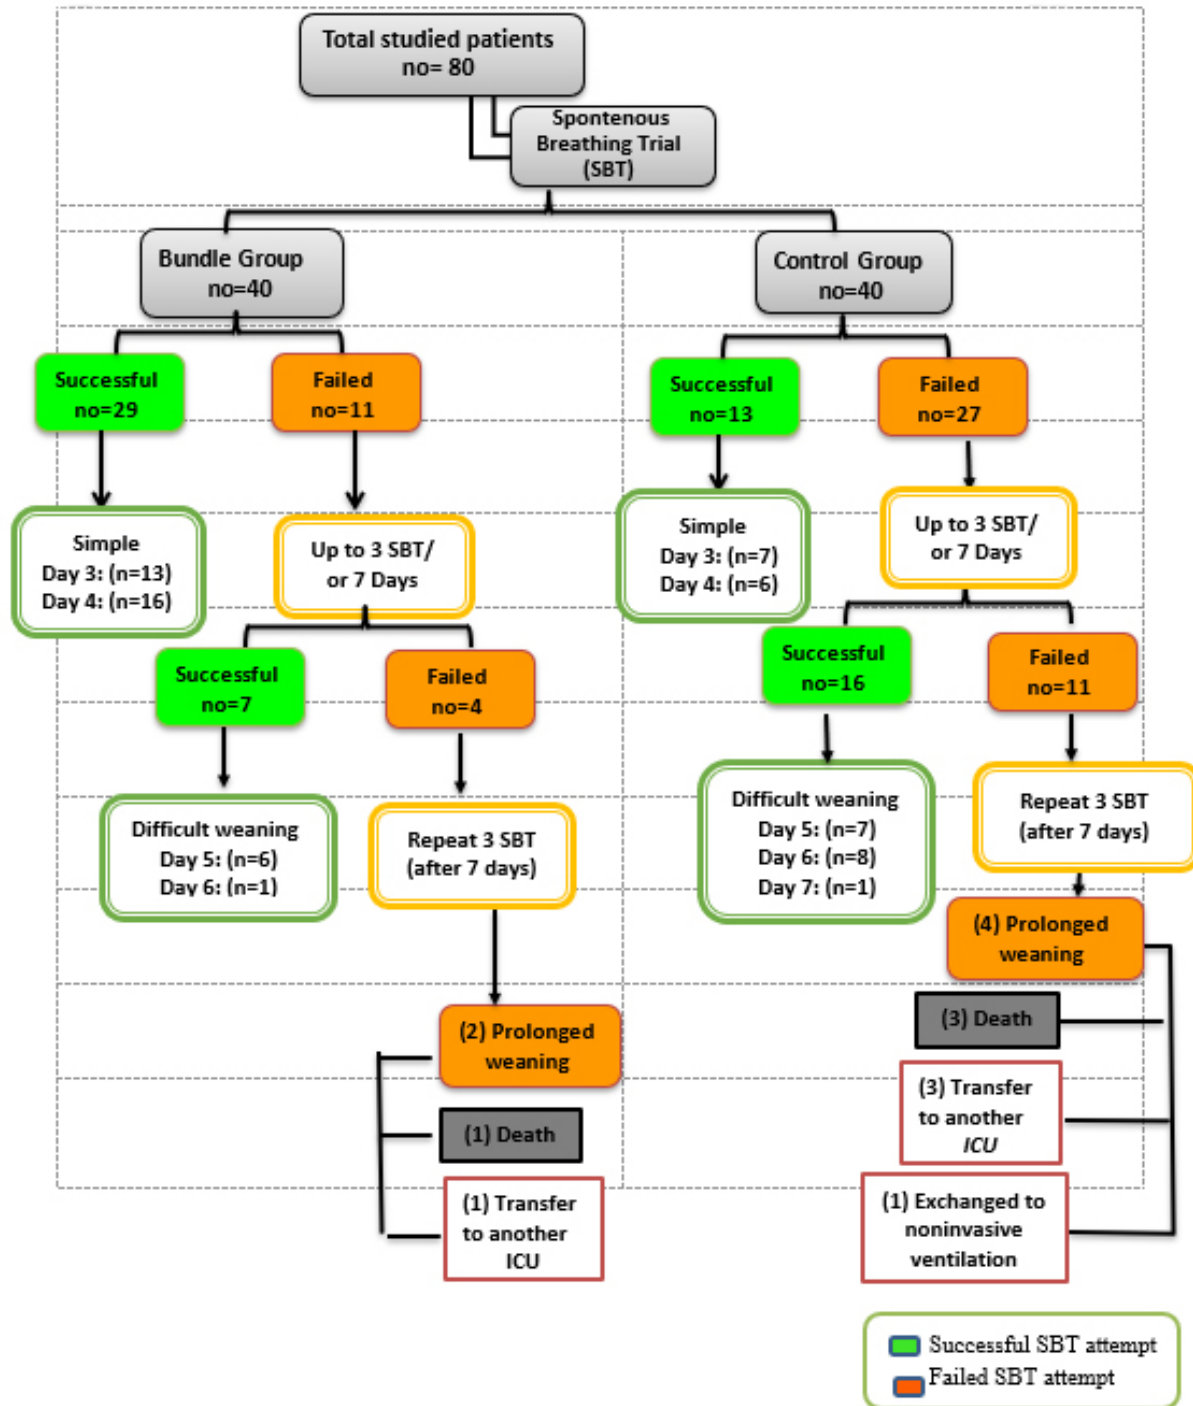 Total studied patients
no= 80
Spontenous
Breathing Trial
(SBT)
Bundle Group
no=40
Control Group
no=40
Successful
no=29
Failed
no=11
Successful
no=13
Failed
no=27
Simple
Day 3: (n=13)
Day 4: (n=16)
Up to 3 SBT/
or 7 Days
Simple
Day 3: (n=7)
Day 4: (n=6)
Up to 3 SBT/
or 7 Days
Successful
no=7
Failed
no=4
Successful
no=16
Failed
no=11
Difficult weaning
Day 5: (n=6)
Day 6: (n=1)
Repeat 3 SBT
(after 7 days)
Difficult weaning
Day 5: (n=7)
Day 6: (n=8)
Day 7: (n=1)
Repeat 3 SBT
(after 7 days)
(2) Prolonged
weaning
(1) Death
(1) Transfer
to another
ICU
(4) Prolonged
weaning
(3) Death
(3) Transfer
to another
ICU
(1) Exchanged to
noninvasive
ventilation
Successful SBT attempt
Failed SBT attempt